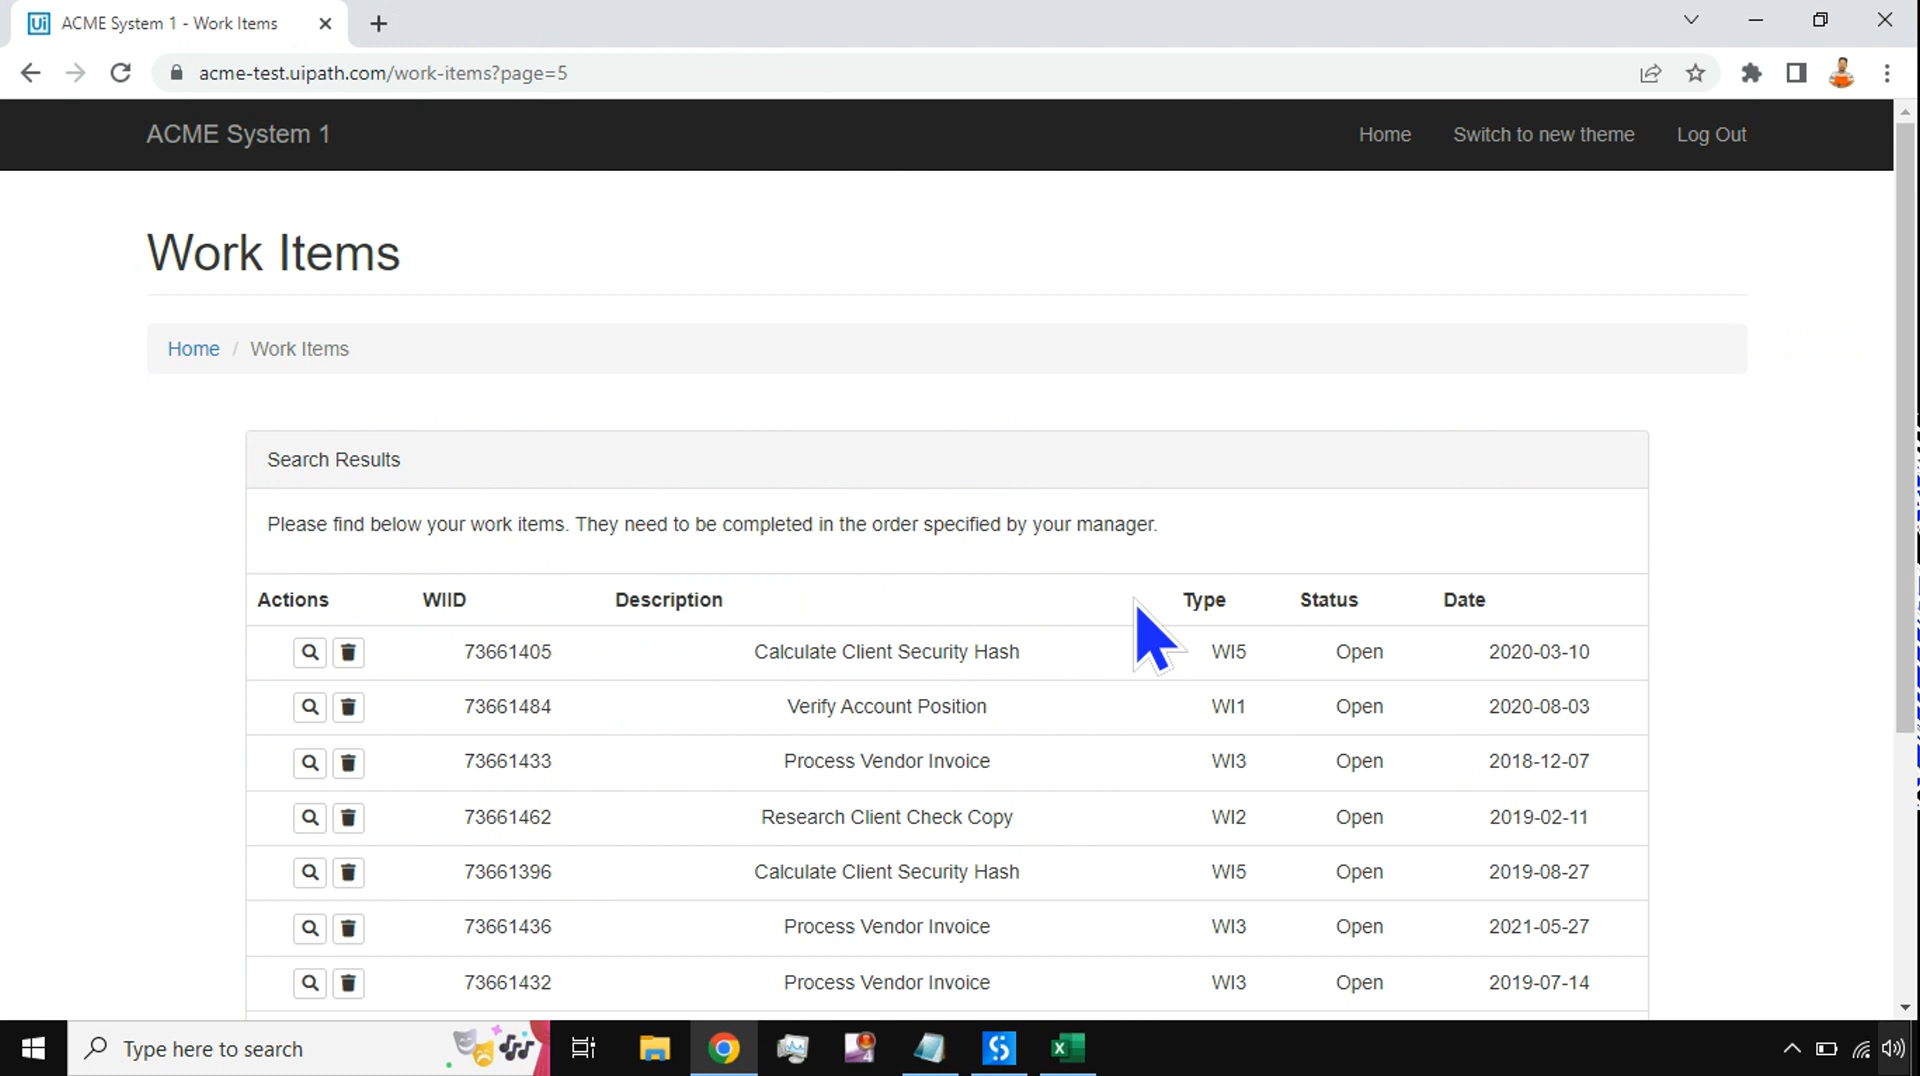 Ui ACME System 1 - Work Items
acme-test.uipath.com/work-items?page=5
ACME System 1
Home
Switch to new theme
Log Out
Work Items
Home / Work Items
Search Results
Please find below your work items. They need to be completed in the order specified by your manager.
Actions WIID Description Type Status Date
73661405 Calculate Client Security Hash WI5 Open 2020-03-10
73661484 Verify Account Position WI1 Open 2020-08-03
73661433 Process Vendor Invoice WI3 Open 2018-12-07
73661462 Research Client Check Copy WI2 Open 2019-02-11
73661396 Calculate Client Security Hash WI5 Open 2019-08-27
73661436 Process Vendor Invoice WI3 Open 2021-05-27
73661432 Process Vendor Invoice WI3 Open 2019-07-14
Type here to search